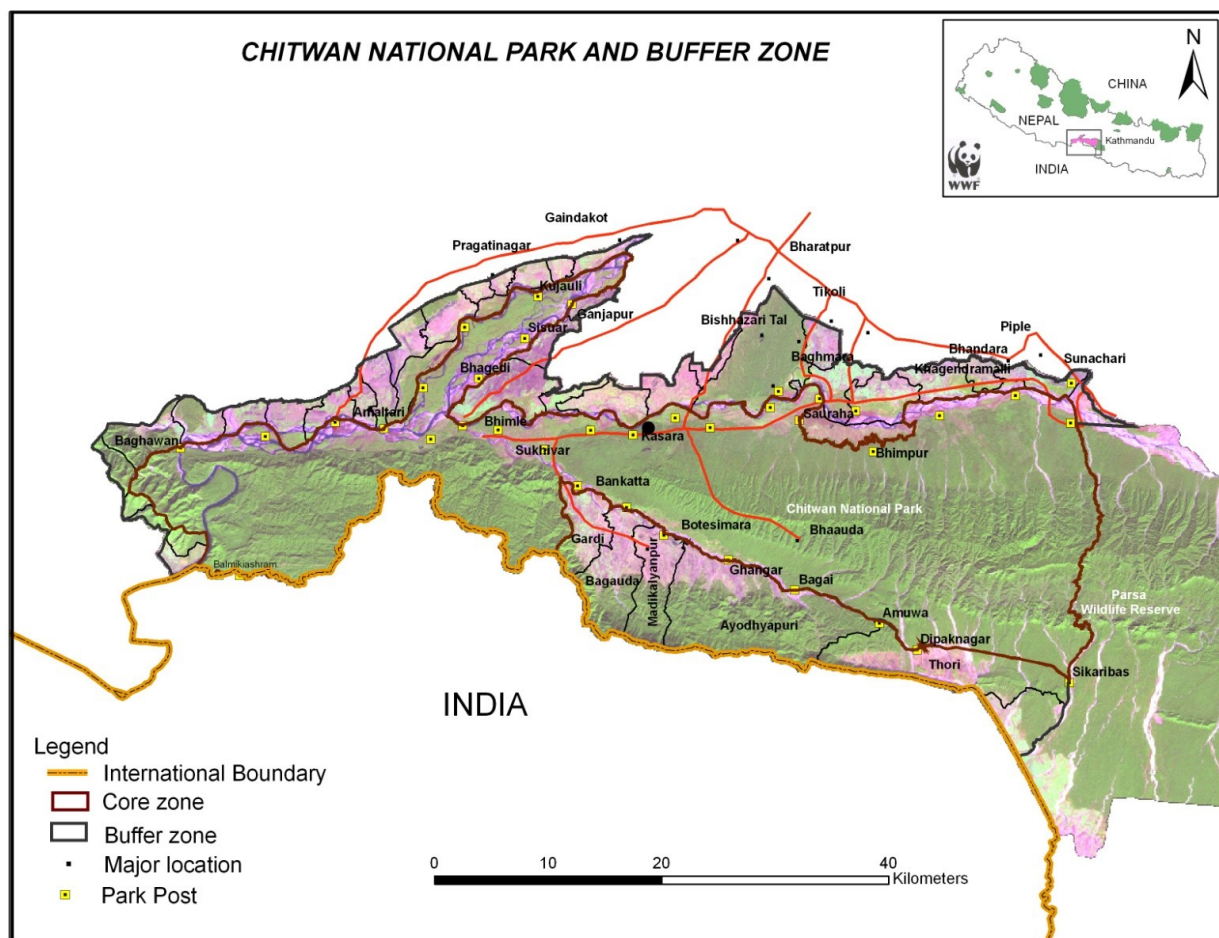 CHITWAN NATIONAL PARK AND BUFFER ZONE
N
CHINA
NEPAL
Kathmandu
INDIA
WWF
Gaindakot
Pragatinagar
Bharatpur
Kujauli
Tikoli
Ganjapur
Bishhazari Tal
Sisuar
Piple
Bhandara
Sunachari
Baghmara
Bhagedi
Khagendramalli
Amaltari
Bhimle
Sauraha
Baghawan
Kasara
Sukhivar
Bhimpur
Bankatta
Chitwan National Park
Botesimara
Bhaauda
Gardi
Balmikiashram
Ghangar
Bagauda
Madikalyanpur
Bagai
Parsa
Wildlife Reserve
Amuwa
Ayodhyapuri
Dipaknagar
Thori
Sikaribas
INDIA
Legend
International Boundary
Core zone
Buffer zone
Major location
Park Post
0 10 20 40
Kilometers